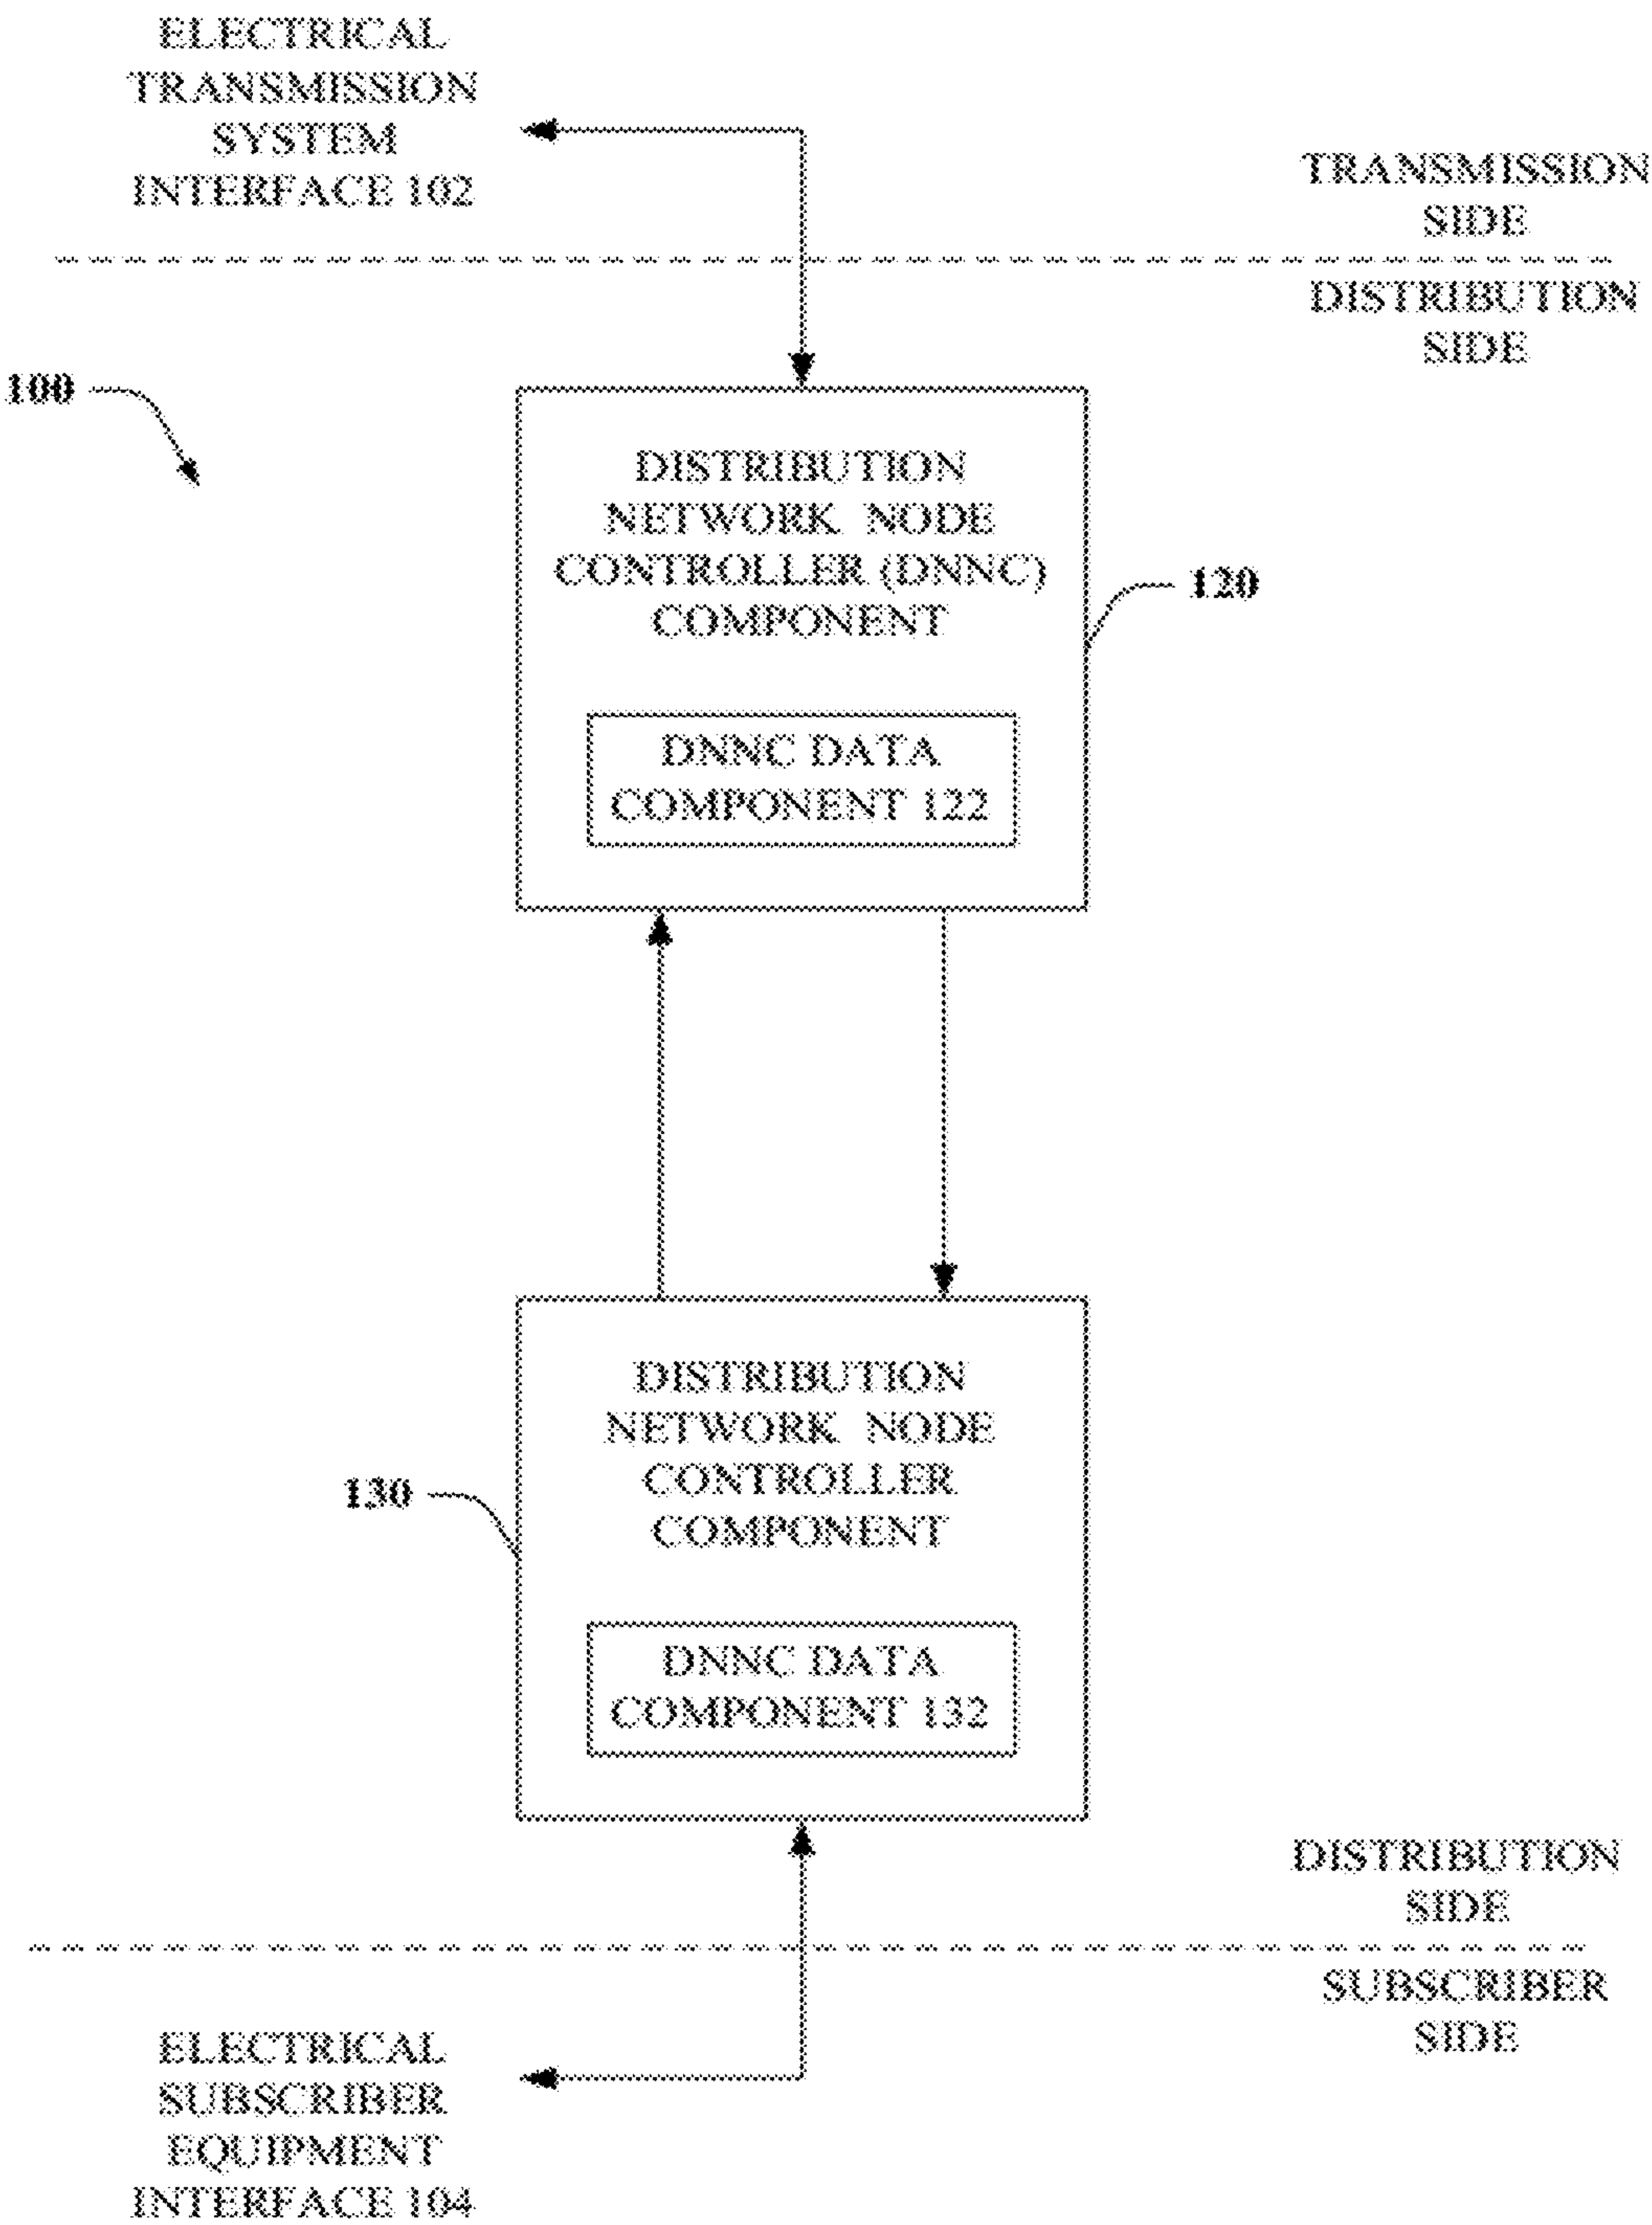 ELECTRICAL
TRANSMISSION
SYSTEM
INTERFACE 102
TRANSMISSION
SIDE
DISTRIBUTION
SIDE
100
DISTRIBUTION
NETWORK NODE
CONTROLLER (DNNC)
COMPONENT
120
DNNC DATA
COMPONENT 122
DISTRIBUTION
NETWORK NODE
CONTROLLER
COMPONENT
130
DNNC DATA
COMPONENT 132
DISTRIBUTION
SIDE
SUBSCRIBER
SIDE
ELECTRICAL
SUBSCRIBER
EQUIPMENT
INTERFACE 104